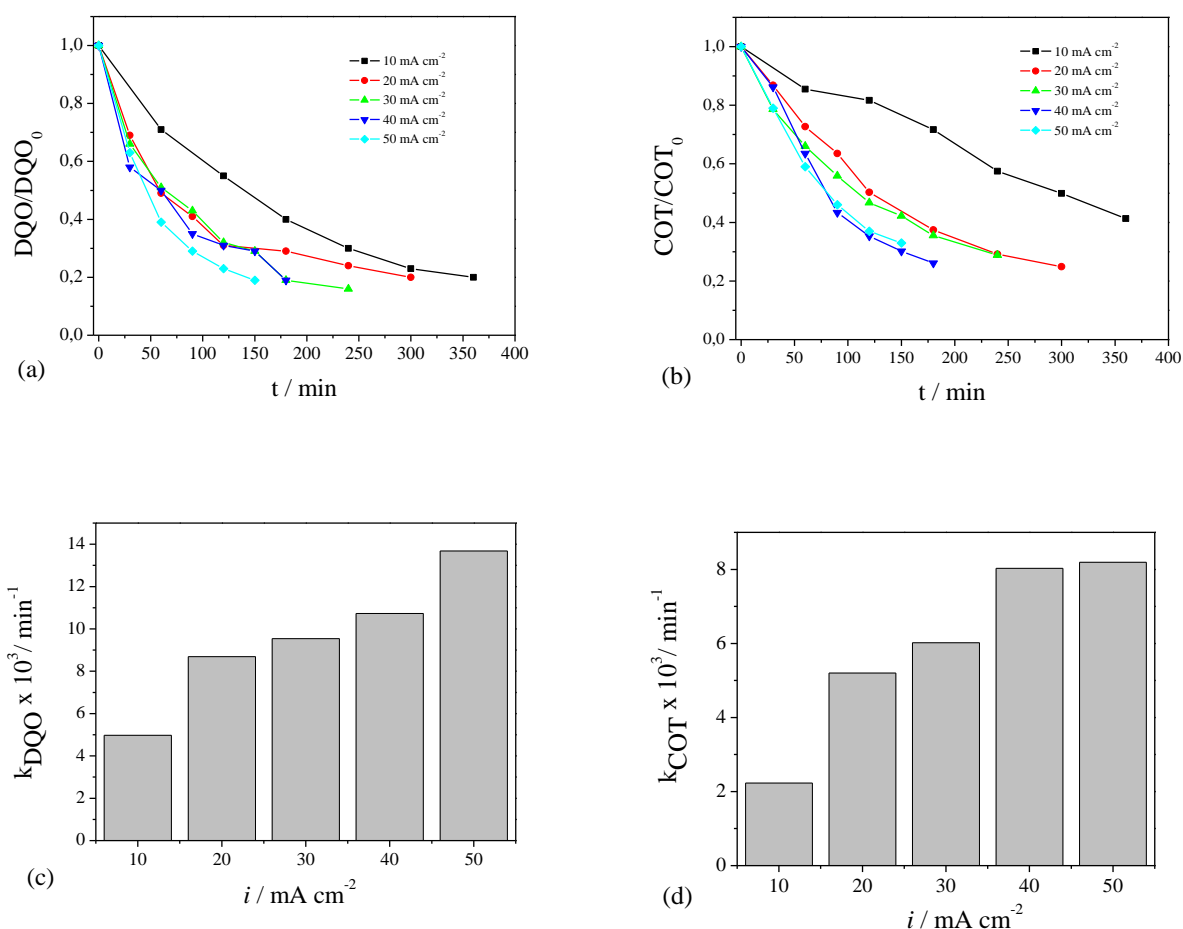 1,0
0,8
0,6
0,4
0,2
0,0
DQO/DQO₀
10 mA cm⁻²
20 mA cm⁻²
30 mA cm⁻²
40 mA cm⁻²
50 mA cm⁻²
0 50 100 150 200 250 300 350 400
t / min
(a)
1,0
0,8
0,6
0,4
0,2
0,0
COT/COT₀
10 mA cm⁻²
20 mA cm⁻²
30 mA cm⁻²
40 mA cm⁻²
50 mA cm⁻²
0 50 100 150 200 250 300 350 400
t / min
(b)
14
12
10
8
6
4
2
0
k_DQO x 10³/ min⁻¹
10 20 30 40 50
i / mA cm⁻²
(c)
8
6
4
2
0
k_COT x 10³/ min⁻¹
10 20 30 40 50
i / mA cm⁻²
(d)